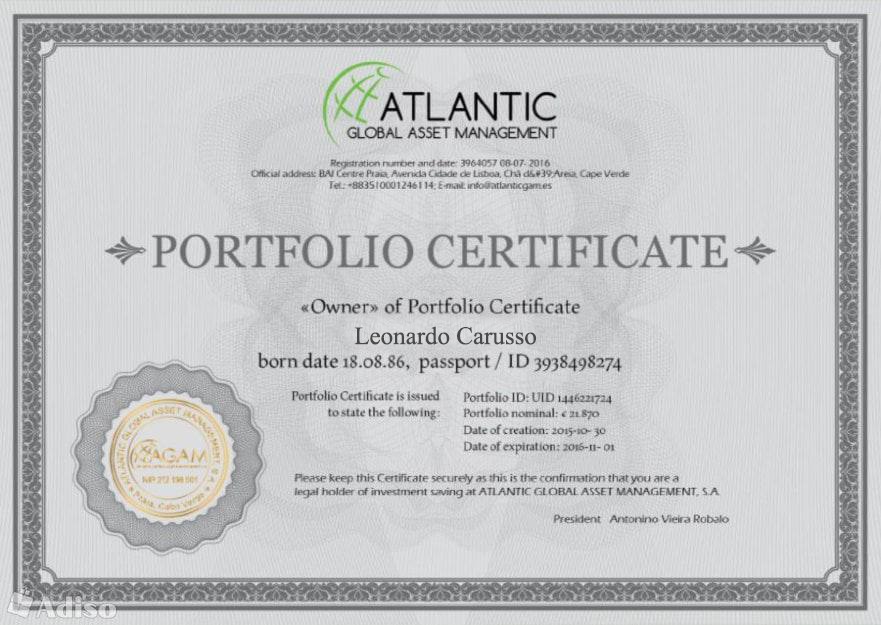 ATLANTIC
GLOBAL ASSET MANAGEMENT
Registration number and date: 3964057 08-07- 2016
Official address: BAI Centre Praia, Avenida Cidade de Lisboa, Chã d&#39;Areia, Cape Verde
Tel.: +883510001246114; E-mail: info@atlanticgam.es
PORTFOLIO CERTIFICATE
«Owner» of Portfolio Certificate
Leonardo Carusso
born date 18.08.86, passport / ID 3938498274
Portfolio Certificate is issued
to state the following:
Portfolio ID: UID 1446221724
Portfolio nominal: € 21.870
Date of creation: 2015-10- 30
Date of expiration: 2016-11- 01
ATLANTIC GLOBAL ASSET MANAGEMENT, S.A.
AGAM
NIF 272 198 501
Praia, Cabo Verde
Please keep this Certificate securely as this is the confirmation that you are a
legal holder of investment saving at ATLANTIC GLOBAL ASSET MANAGEMENT, S.A.
President Antonino Vieira Robalo
Adiso